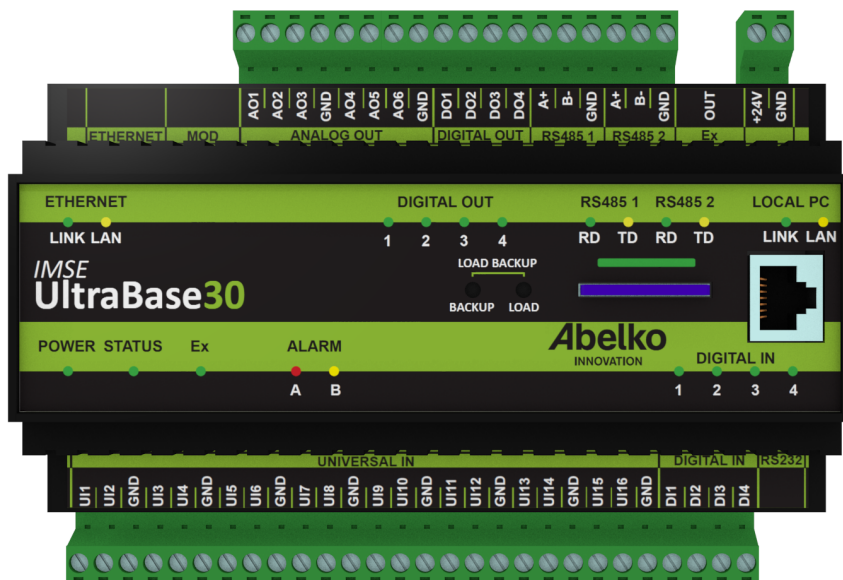 AO1 AO2 AO3 GND AO4 AO5 AO6 GND DO1 DO2 DO3 DO4 A+ B- GND A+ B- GND OUT +24V GND
ETHERNET MOD ANALOG OUT DIGITAL OUT RS485 1 RS485 2 Ex
ETHERNET DIGITAL OUT RS485 1 RS485 2 LOCAL PC
LINK LAN 1 2 3 4 RD TD RD TD LINK LAN
LOAD BACKUP
IMSE
UltraBase30
BACKUP LOAD
Abelko
INNOVATION
POWER STATUS Ex ALARM DIGITAL IN
A B 1 2 3 4
UNIVERSAL IN DIGITAL IN RS232
UI1 UI2 GND UI3 UI4 GND UI5 UI6 GND UI7 UI8 GND UI9 UI10 GND UI11 UI12 GND UI13 UI14 GND UI15 UI16 GND DI1 DI2 DI3 DI4